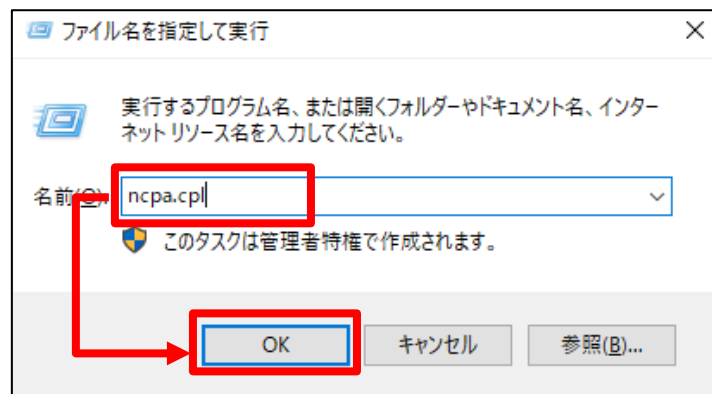 ファイル名を指定して実行
実行するプログラム名、または開くフォルダーやドキュメント名、インター
ネット リソース名を入力してください。
名前(O): ncpa.cpl
このタスクは管理者特権で作成されます。
OK キャンセル 参照(B)...